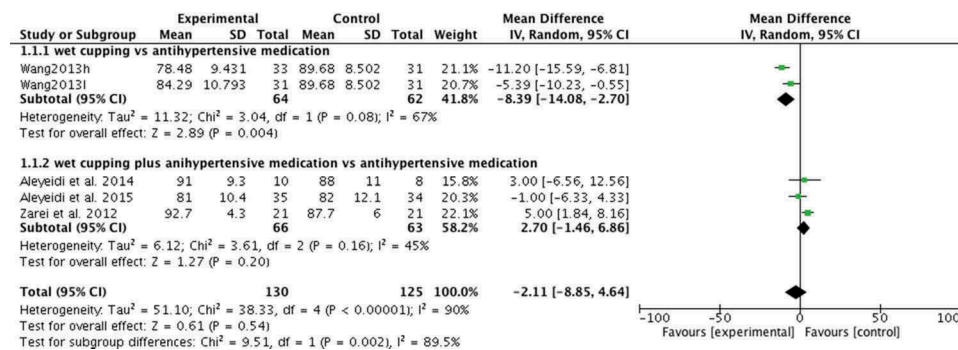 Experimental Control Mean Difference Mean Difference
Study or Subgroup Mean SD Total Mean SD Total Weight IV, Random, 95% CI IV, Random, 95% CI
1.1.1 wet cupping vs antihypertensive medication
Wang2013h 78.48 9.431 33 89.68 8.502 31 21.1% -11.20 [-15.59, -6.81]
Wang2013l 84.29 10.793 31 89.68 8.502 31 20.7% -5.39 [-10.23, -0.55]
Subtotal (95% CI) 64 62 41.8% -8.39 [-14.08, -2.70]
Heterogeneity: Tau² = 11.32; Chi² = 3.04, df = 1 (P = 0.08); I² = 67%
Test for overall effect: Z = 2.89 (P = 0.004)
1.1.2 wet cupping plus anihypertensive medication vs antihypertensive medication
Aleyeidi et al. 2014 91 9.3 10 88 11 8 15.8% 3.00 [-6.56, 12.56]
Aleyeidi et al. 2015 81 10.4 35 82 12.1 34 20.3% -1.00 [-6.33, 4.33]
Zarei et al. 2012 92.7 4.3 21 87.7 6 21 22.1% 5.00 [1.84, 8.16]
Subtotal (95% CI) 66 63 58.2% 2.70 [-1.46, 6.86]
Heterogeneity: Tau² = 6.12; Chi² = 3.61, df = 2 (P = 0.16); I² = 45%
Test for overall effect: Z = 1.27 (P = 0.20)
Total (95% CI) 130 125 100.0% -2.11 [-8.85, 4.64]
Heterogeneity: Tau² = 51.10; Chi² = 38.33, df = 4 (P < 0.00001); I² = 90%
Test for overall effect: Z = 0.61 (P = 0.54)
Test for subgroup differences: Chi² = 9.51, df = 1 (P = 0.002), I² = 89.5%
-100 -50 0 50 100
Favours [experimental] Favours [control]